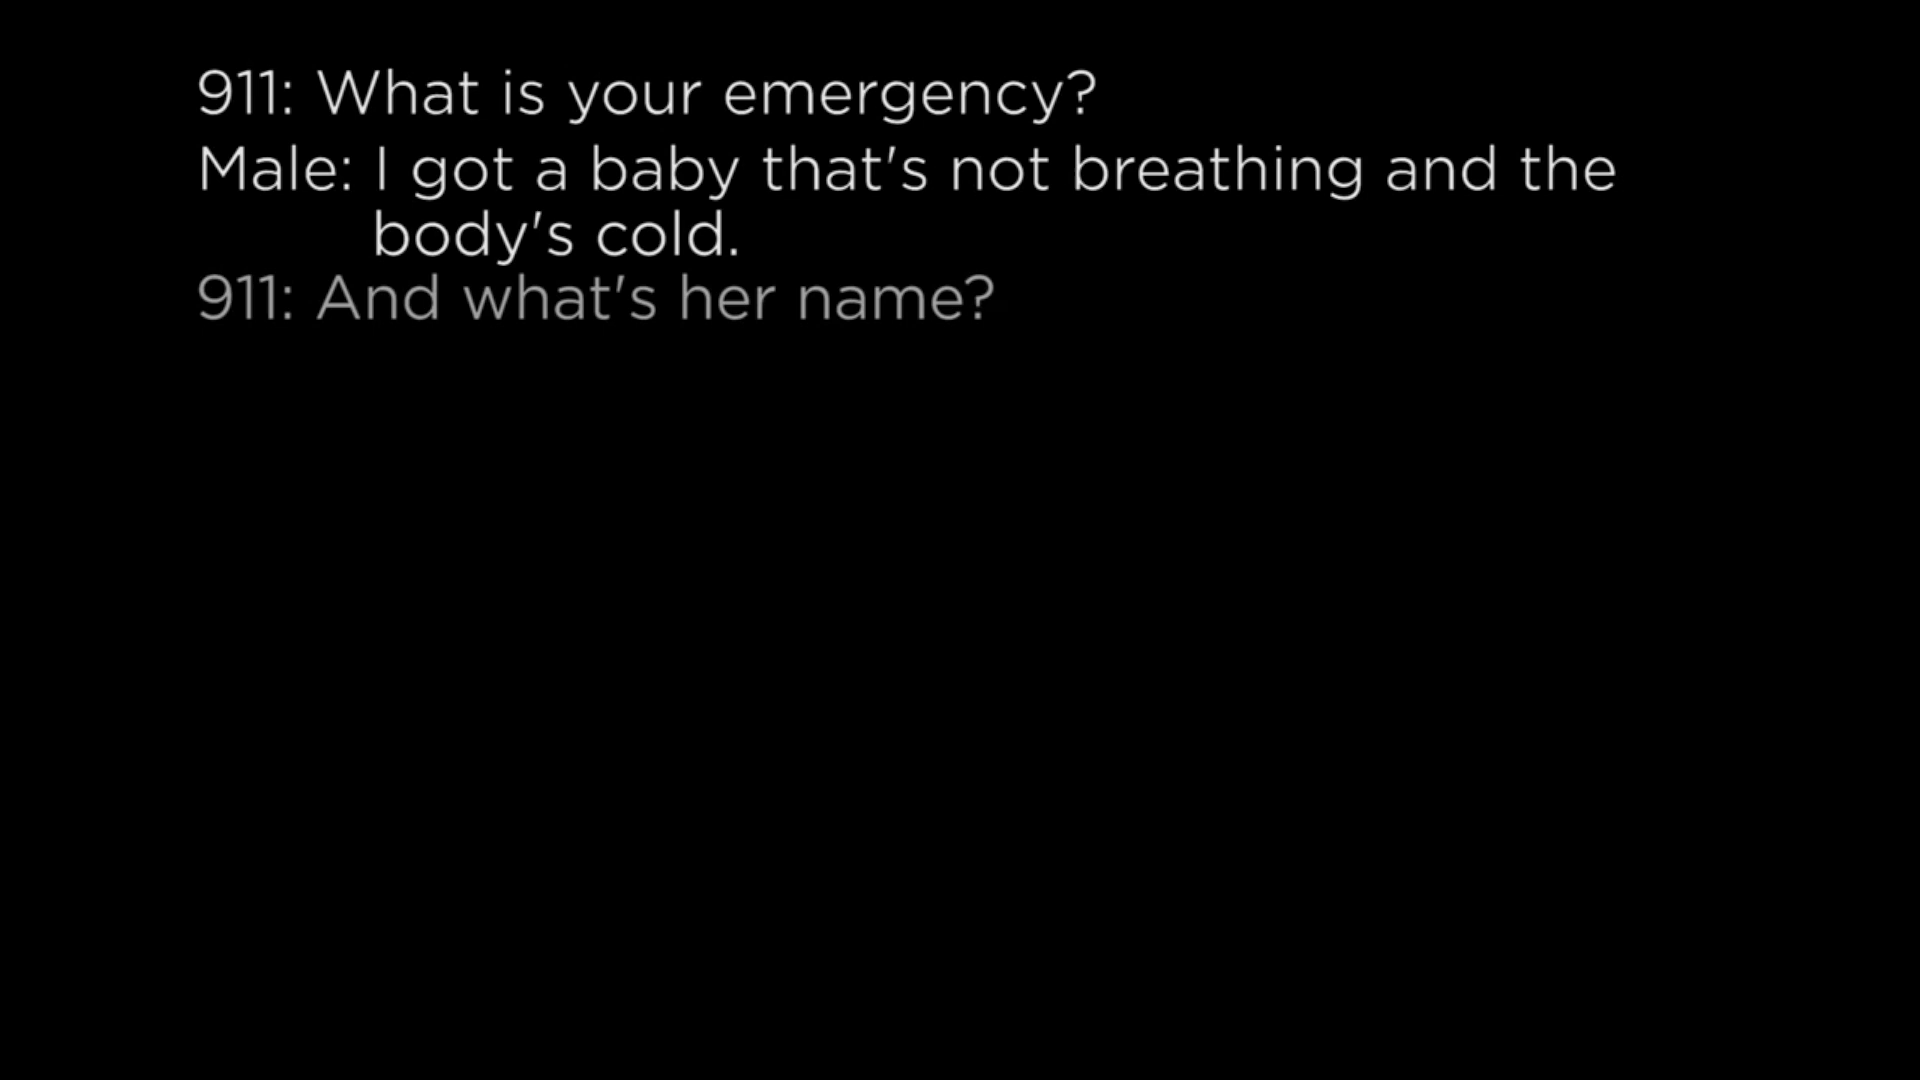 911: What is your emergency?
Male: I got a baby that's not breathing and the
body's cold.
911: And what's her name?